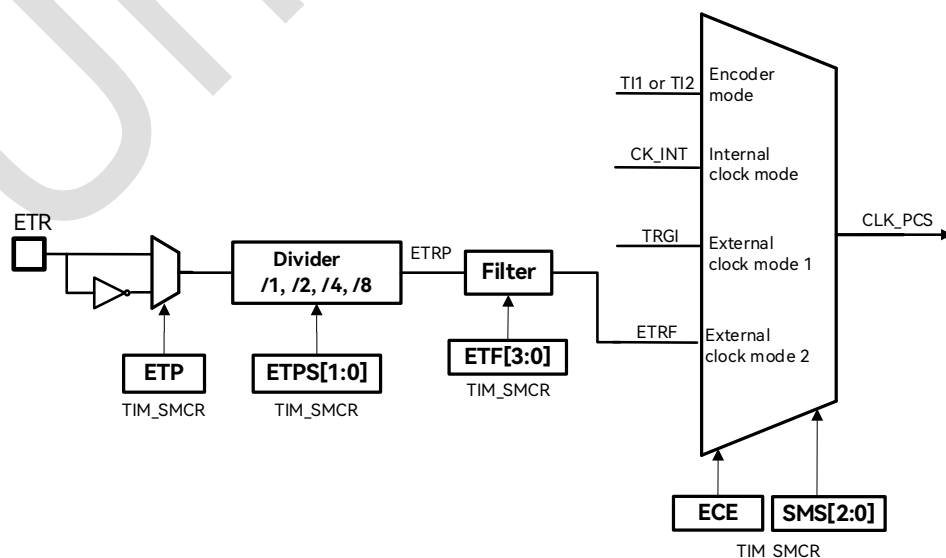 TI1 or TI2
Encoder
mode
CK_INT
Internal
clock mode
ETR
TRGI
External
clock mode 1
CLK_PCS
Divider
/1, /2, /4, /8
ETRP
Filter
ETRF
External
clock mode 2
ETP
TIM_SMCR
ETPS[1:0]
TIM_SMCR
ETF[3:0]
TIM_SMCR
ECE
SMS[2:0]
TIM_SMCR